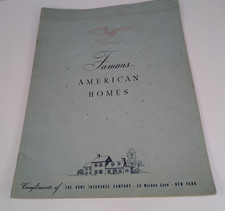 Famous
AMERICAN
HOMES
Compliments of THE HOME INSURANCE COMPANY - 59 Maiden Lane - NEW YORK